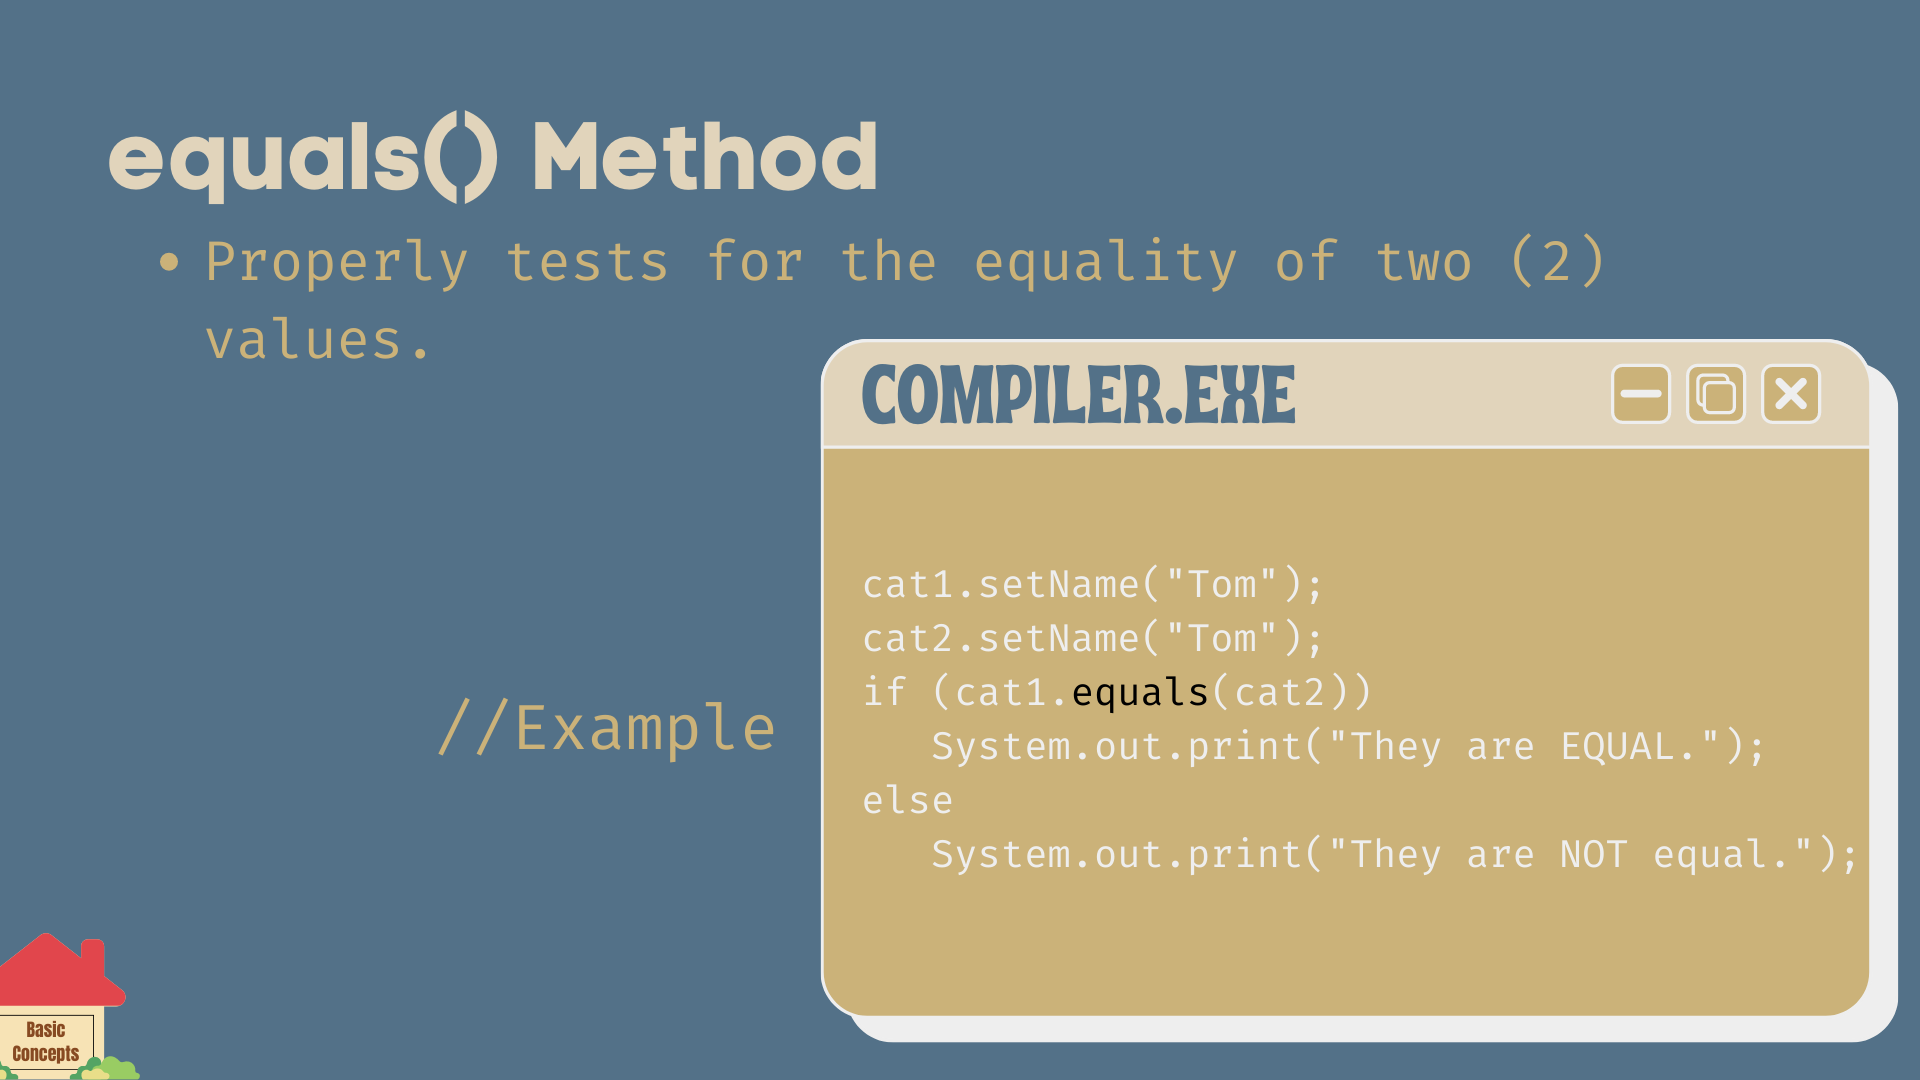 equals() Method
• Properly tests for the equality of two (2)
values.
COMPILER.EXE
cat1.setName("Tom");
cat2.setName("Tom");
if (cat1.equals(cat2))
   System.out.print("They are EQUAL.");
else
   System.out.print("They are NOT equal.");
//Example
Basic
Concepts